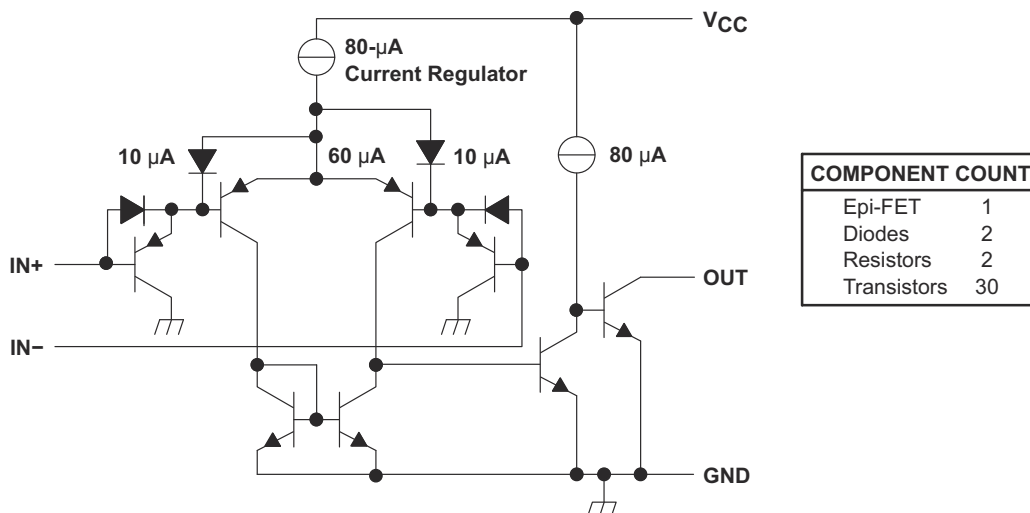 VCC
80-µA
Current Regulator
10 µA
60 µA
10 µA
80 µA
IN+
OUT
IN−
GND
COMPONENT COUNT
Epi-FET 1
Diodes 2
Resistors 2
Transistors 30